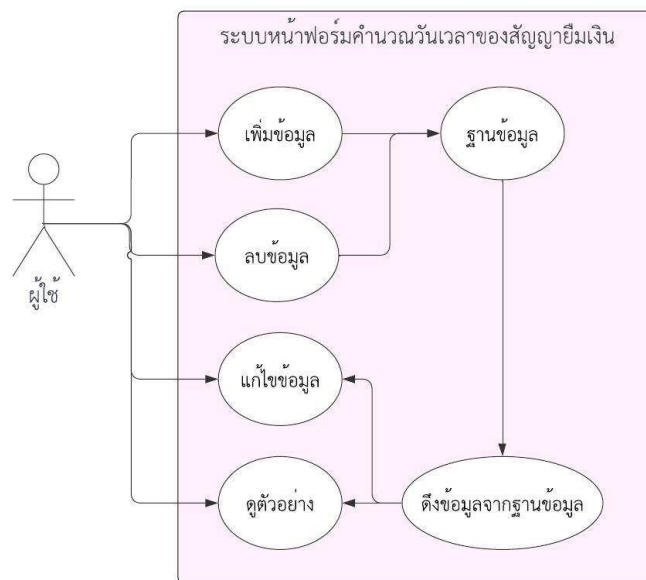 ระบบหน้าฟอร์มคำนวณวันเวลาของสัญญายืมเงิน
เพิ่มข้อมูล
ฐานข้อมูล
ลบข้อมูล
ผู้ใช้
แก้ไขข้อมูล
ดูตัวอย่าง
ดึงข้อมูลจากฐานข้อมูล